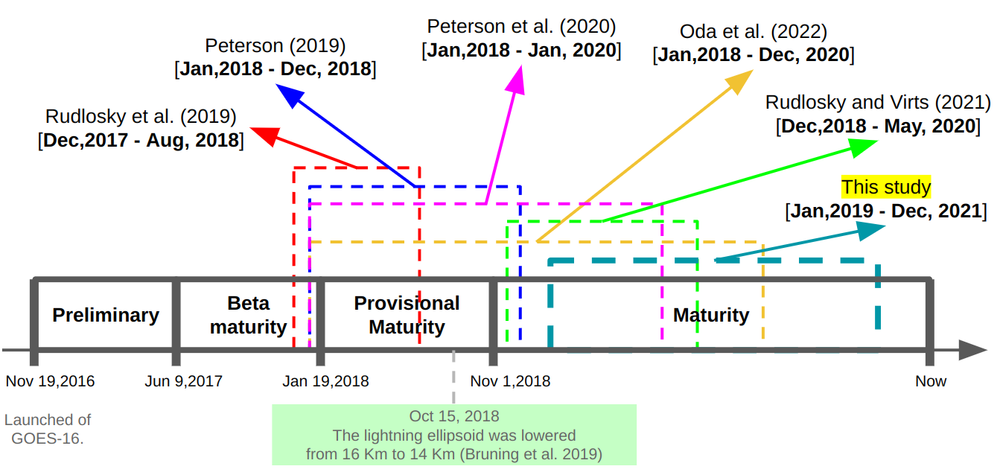 Peterson et al. (2020)
[Jan,2018 - Jan, 2020]
Oda et al. (2022)
[Jan,2018 - Dec, 2020]
Peterson (2019)
[Jan,2018 - Dec, 2018]
Rudlosky and Virts (2021)
[Dec,2018 - May, 2020]
Rudlosky et al. (2019)
[Dec,2017 - Aug, 2018]
This study
[Jan,2019 - Dec, 2021]
Preliminary
Beta
maturity
Provisional
Maturity
Maturity
Nov 19,2016
Jun 9,2017
Jan 19,2018
Nov 1,2018
Now
Launched of
GOES-16.
Oct 15, 2018
The lightning ellipsoid was lowered
from 16 Km to 14 Km (Bruning et al. 2019)